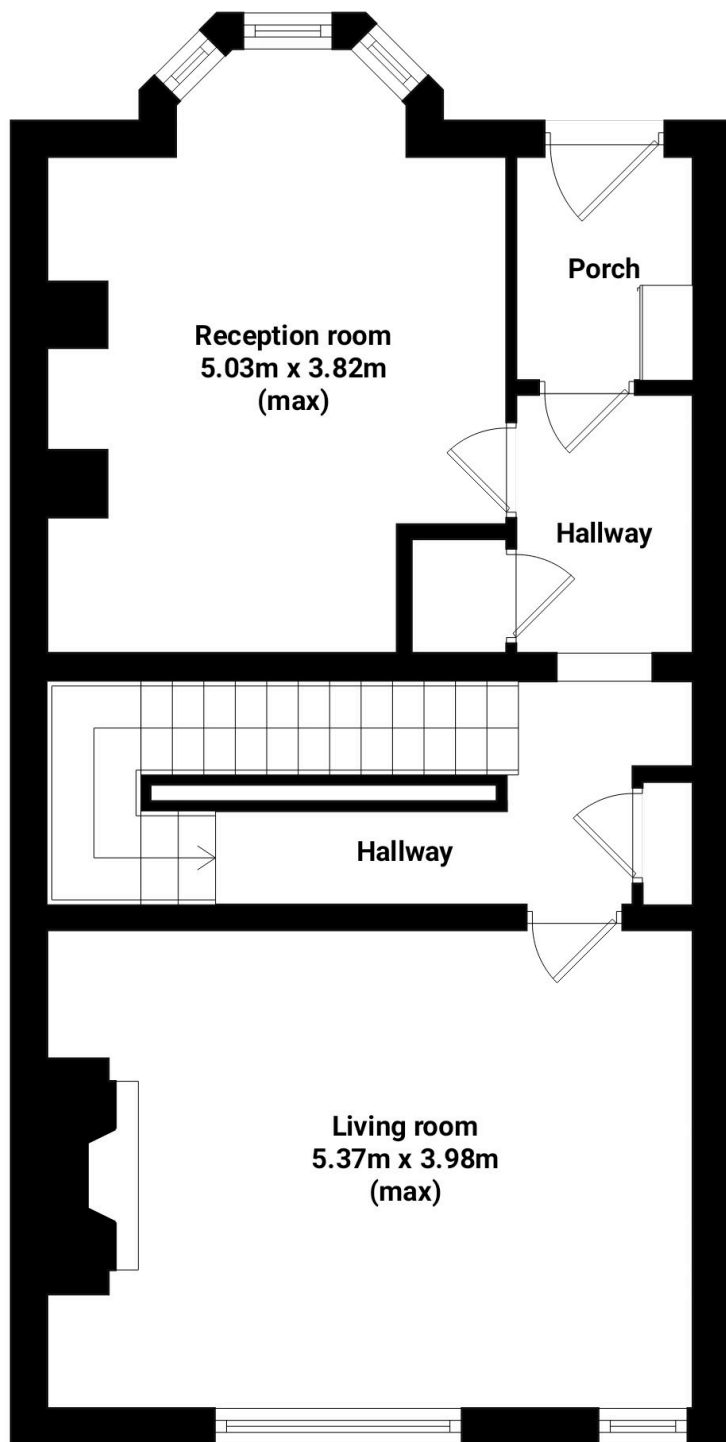 Porch
Reception room
5.03m x 3.82m
(max)
Hallway
Hallway
Living room
5.37m x 3.98m
(max)